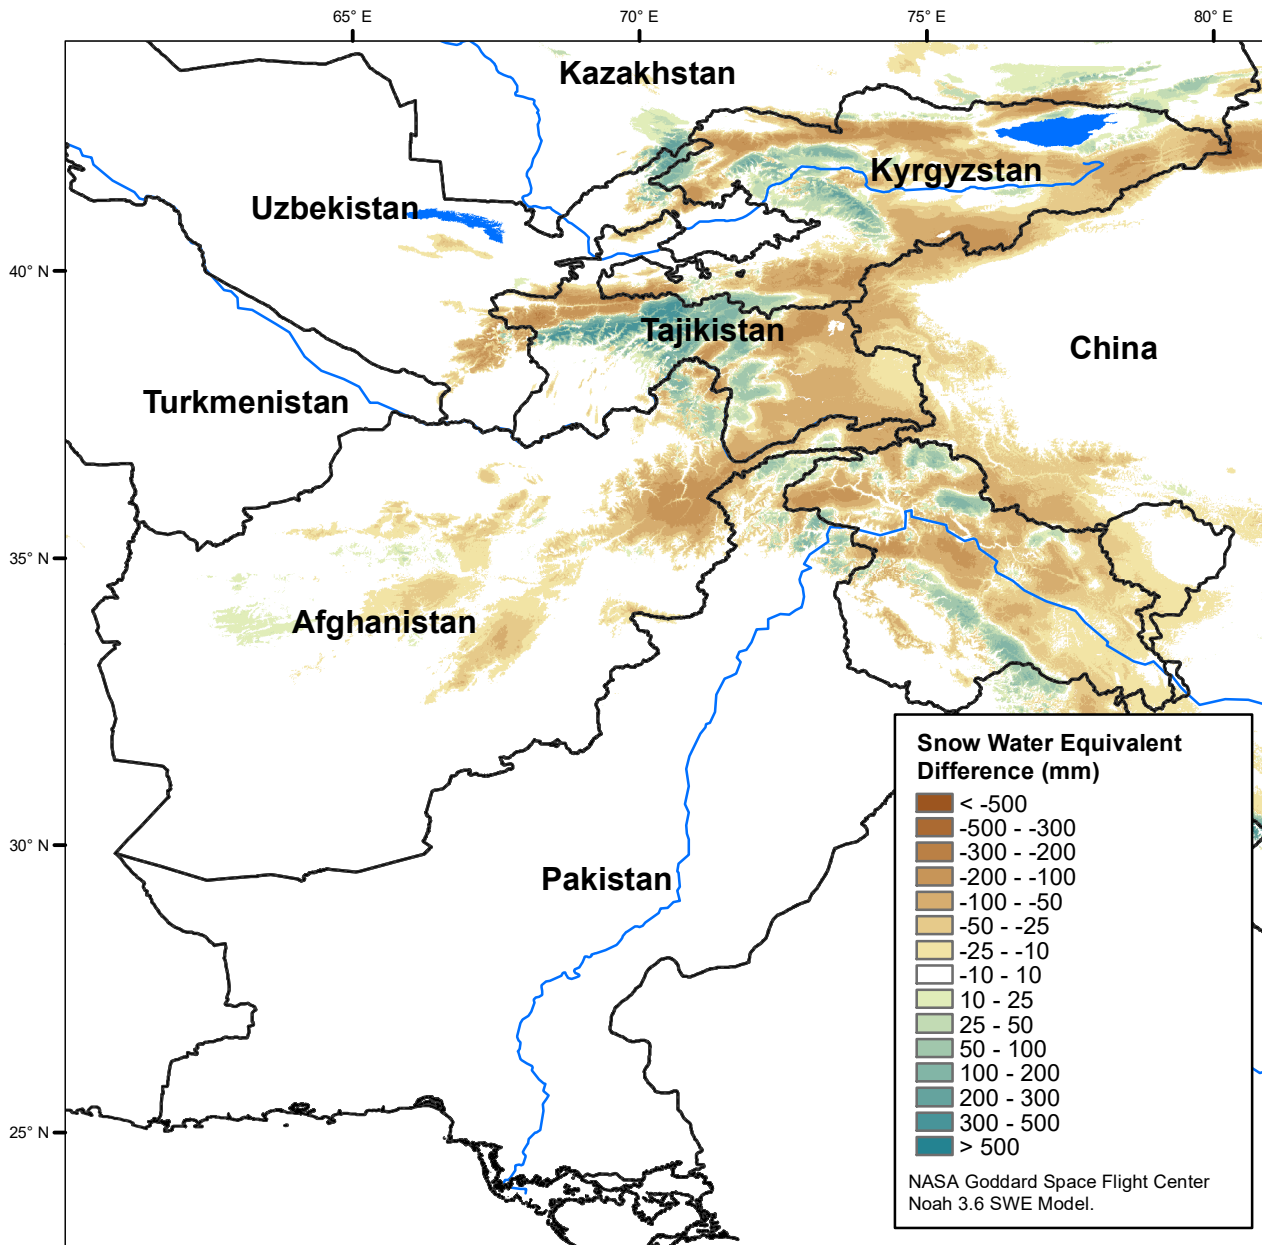 65° E
70° E
75° E
80° E
Kazakhstan
Kyrgyzstan
Uzbekistan
40° N
Tajikistan
China
Turkmenistan
35° N
Afghanistan
Snow Water Equivalent
Difference (mm)
< -500
-500 - -300
-300 - -200
-200 - -100
-100 - -50
-50 - -25
-25 - -10
-10 - 10
10 - 25
25 - 50
50 - 100
100 - 200
200 - 300
300 - 500
> 500
NASA Goddard Space Flight Center
Noah 3.6 SWE Model.
30° N
Pakistan
25° N